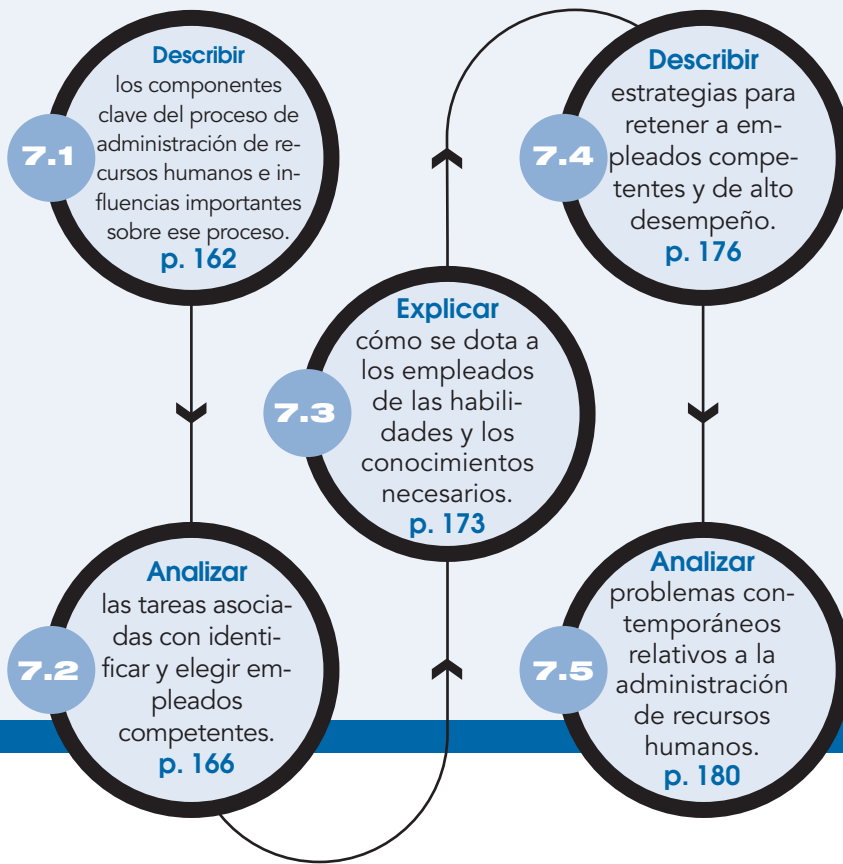 7.1
Describir
los componentes
clave del proceso de
administración de re-
cursos humanos e in-
fluencias importantes
sobre ese proceso.
p. 162
7.2
Analizar
las tareas asocia-
das con identi-
ficar y elegir em-
pleados
competentes.
p. 166
7.3
Explicar
cómo se dota a
los empleados
de las habili-
dades y los
conocimientos
necesarios.
p. 173
7.4
Describir
estrategias para
retener a em-
pleados compe-
tentes y de alto
desempeño.
p. 176
7.5
Analizar
problemas con-
temporáneos
relativos a la
administración
de recursos
humanos.
p. 180